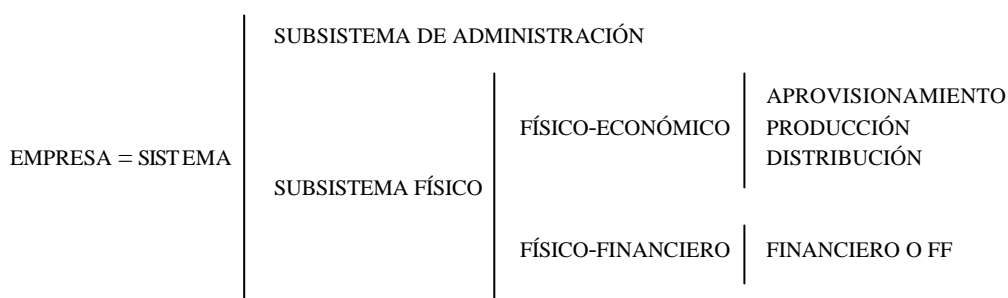 SUBSISTEMA DE ADMINISTRACIÓN
EMPRESA = SISTEMA
SUBSISTEMA FÍSICO
FÍSICO-ECONÓMICO
APROVISIONAMIENTO
PRODUCCIÓN
DISTRIBUCIÓN
FÍSICO-FINANCIERO
FINANCIERO O FF